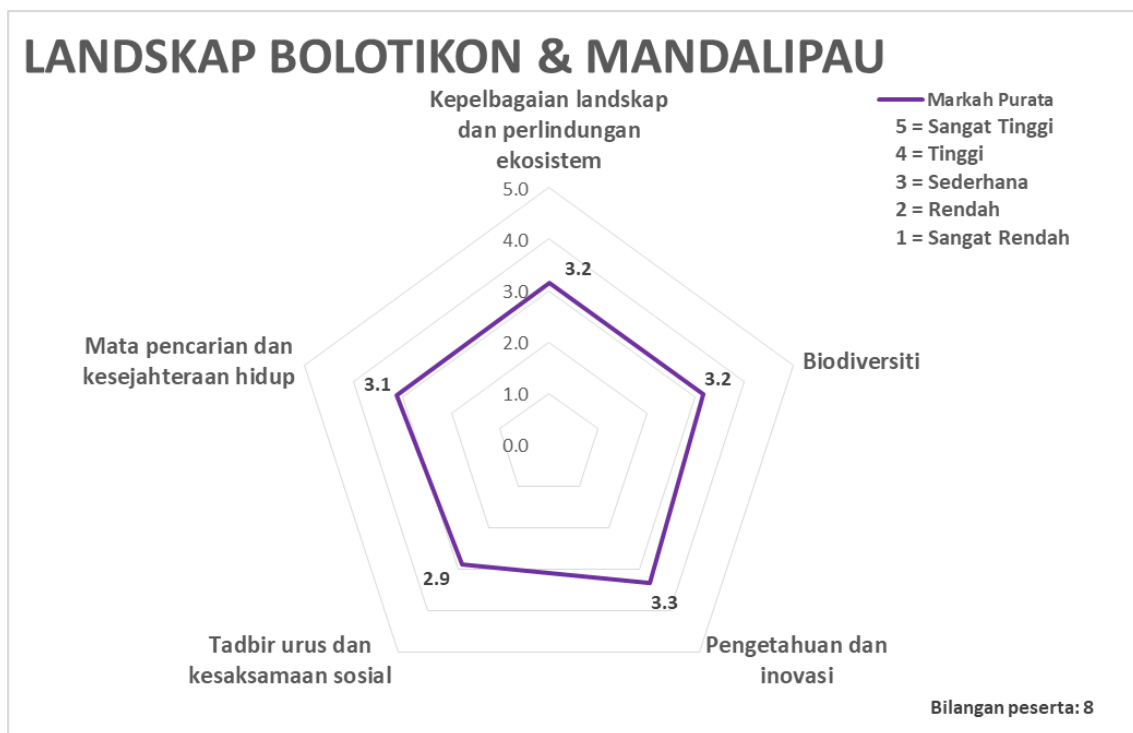 LANDSKAP BOLOTIKON & MANDALIPAU
Kepelbagaian landskap
dan perlindungan
ekosistem
Markah Purata
5 = Sangat Tinggi
4 = Tinggi
3 = Sederhana
2 = Rendah
1 = Sangat Rendah
5.0
4.0
3.0
2.0
1.0
0.0
3.2
Biodiversiti
3.2
Pengetahuan dan
inovasi
3.3
Tadbir urus dan
kesaksamaan sosial
2.9
Mata pencarian dan
kesejahteraan hidup
3.1
Bilangan peserta: 8